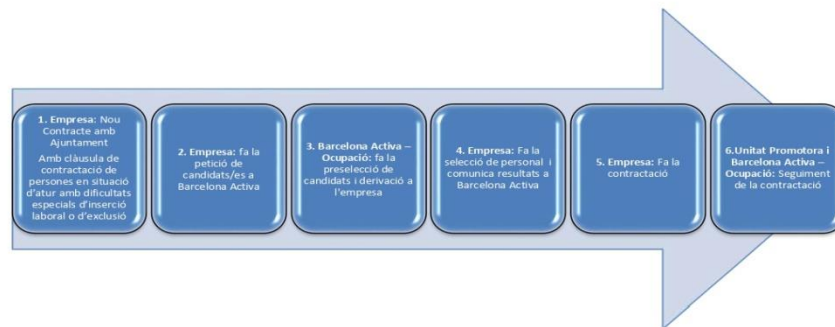 1. Empresa: Nou
Contracte amb
Ajuntament
Amb clàusula de
contractació de
persones en situació
d'atur amb dificultats
especials d'inserció
laboral o d'exclusió
2. Empresa: fa la
petició de
candidats/es a
Barcelona Activa
3. Barcelona Activa –
Ocupació: fa la
preselecció de
candidats i derivació a
l'empresa
4. Empresa: Fa la
selecció de personal i
comunica resultats a
Barcelona Activa
5. Empresa: Fa la
contractació
6.Unitat Promotora i
Barcelona Activa –
Ocupació: Seguiment
de la contractació